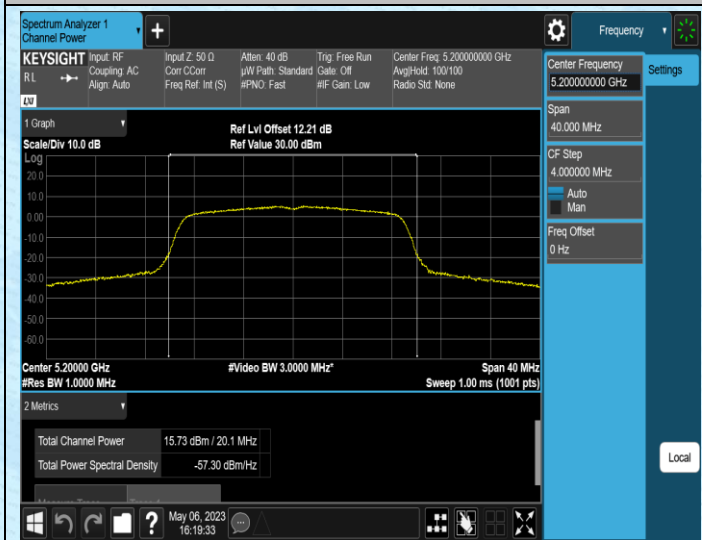 Spectrum Analyzer 1
Channel Power
Frequency
KEYSIGHT
RL
LXI
Input: RF
Coupling: AC
Align: Auto
Input Z: 50 Ω
Corr CCorr
Freq Ref: Int (S)
Atten: 40 dB
µW Path: Standard
#PNO: Fast
Trig: Free Run
Gate: Off
#IF Gain: Low
Center Freq: 5.200000000 GHz
Avg|Hold: 100/100
Radio Std: None
Center Frequency
5.200000000 GHz
Settings
Span
40.000 MHz
CF Step
4.000000 MHz
Auto
Man
Freq Offset
0 Hz
1 Graph
Scale/Div 10.0 dB
Ref Lvl Offset 12.21 dB
Ref Value 30.00 dBm
Log
20.0
10.0
0.00
-10.0
-20.0
-30.0
-40.0
-50.0
-60.0
Center 5.20000 GHz
#Res BW 1.0000 MHz
#Video BW 3.0000 MHz*
Span 40 MHz
Sweep 1.00 ms (1001 pts)
2 Metrics
Total Channel Power 15.73 dBm / 20.1 MHz
Total Power Spectral Density -57.30 dBm/Hz
Local
?
May 06, 2023
16:19:33